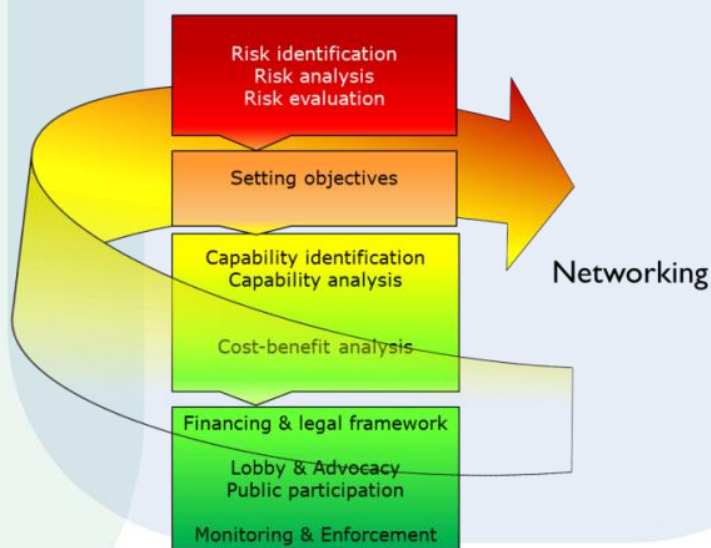 Risk identification
Risk analysis
Risk evaluation
Setting objectives
Capability identification
Capability analysis
Cost-benefit analysis
Networking
Financing & legal framework
Lobby & Advocacy
Public participation
Monitoring & Enforcement